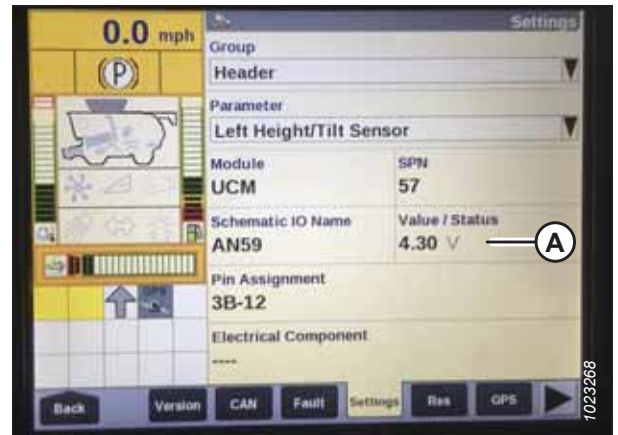 0.0 mph
Settings
(P)
Group
Header
Parameter
Left Height/Tilt Sensor
Module
SPN
UCM
57
Schematic IO Name
Value / Status
AN59
4.30 V
A
Pin Assignment
3B-12
Electrical Component
----
Back
Version
CAN
Fault
Settings
Rss
GPS
1023268